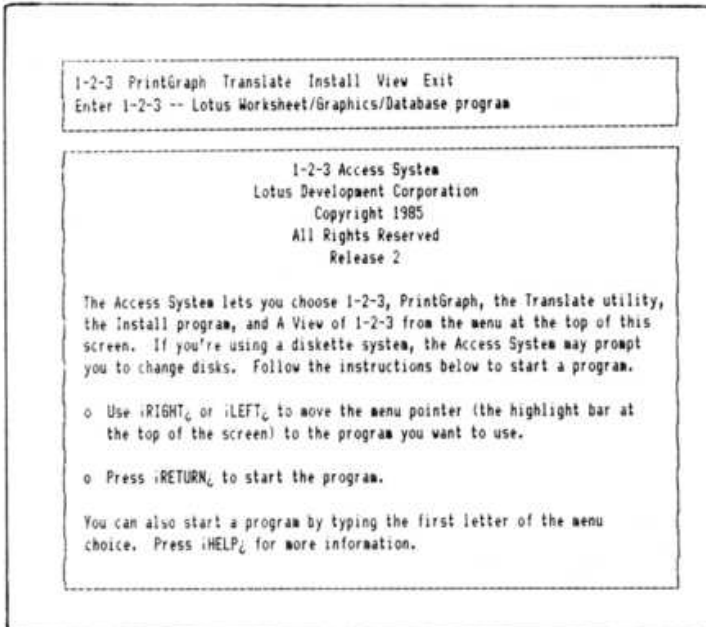 1-2-3 PrintGraph Translate Install View Exit
Enter 1-2-3 -- Lotus Worksheet/Graphics/Database program
1-2-3 Access System
Lotus Development Corporation
Copyright 1985
All Rights Reserved
Release 2
The Access System lets you choose 1-2-3, PrintGraph, the Translate utility,
the Install program, and A View of 1-2-3 from the menu at the top of this
screen. If you're using a diskette system, the Access System may prompt
you to change disks. Follow the instructions below to start a program.
o Use ¡RIGHT¿ or ¡LEFT¿ to move the menu pointer (the highlight bar at
the top of the screen) to the program you want to use.
o Press ¡RETURN¿ to start the program.
You can also start a program by typing the first letter of the menu
choice. Press ¡HELP¿ for more information.